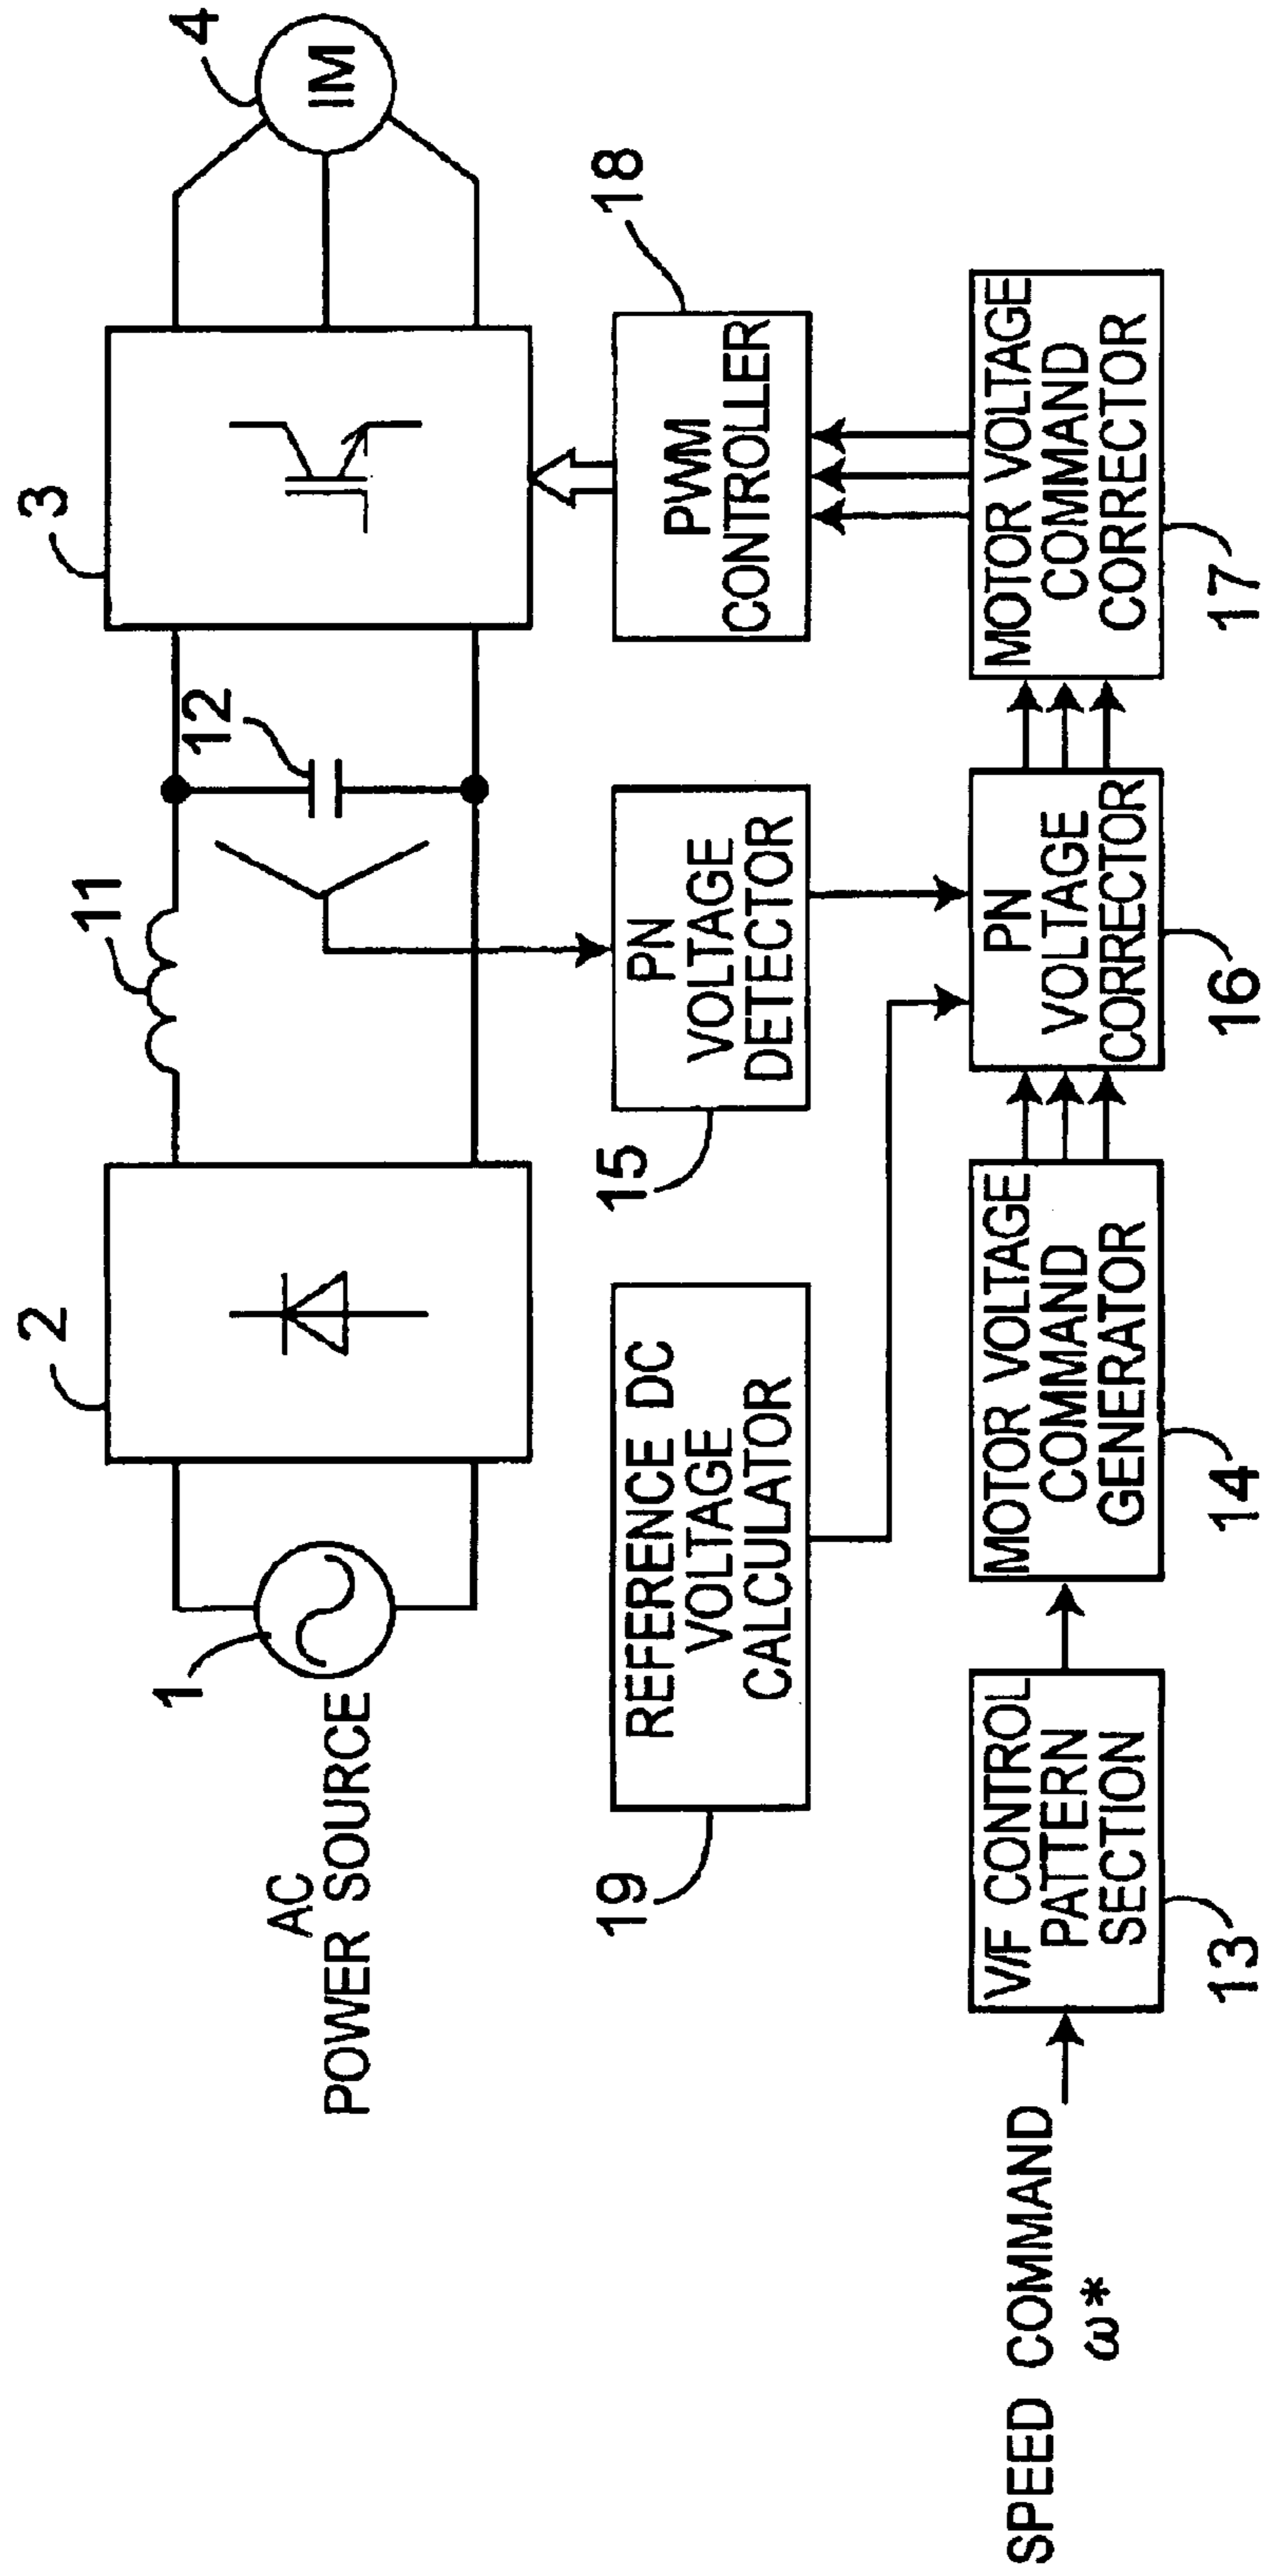 1
2
11
12
3
4
IM
AC
POWER SOURCE
19
REFERENCE DC
VOLTAGE
CALCULATOR
15
PN
VOLTAGE
DETECTOR
18
PWM
CONTROLLER
SPEED COMMAND
ω*
V/F CONTROL
PATTERN
SECTION
13
MOTOR VOLTAGE
COMMAND
GENERATOR
14
PN
VOLTAGE
CORRECTOR
16
MOTOR VOLTAGE
COMMAND
CORRECTOR
17